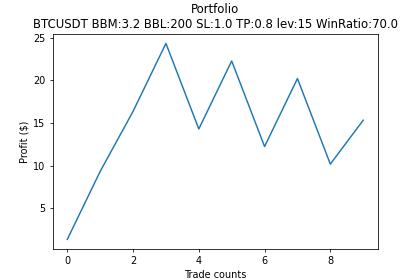 Portfolio
BTCUSDT BBM:3.2 BBL:200 SL:1.0 TP:0.8 lev:15 WinRatio:70.0
25
20
15
10
5
Profit ($)
0 2 4 6 8
Trade counts